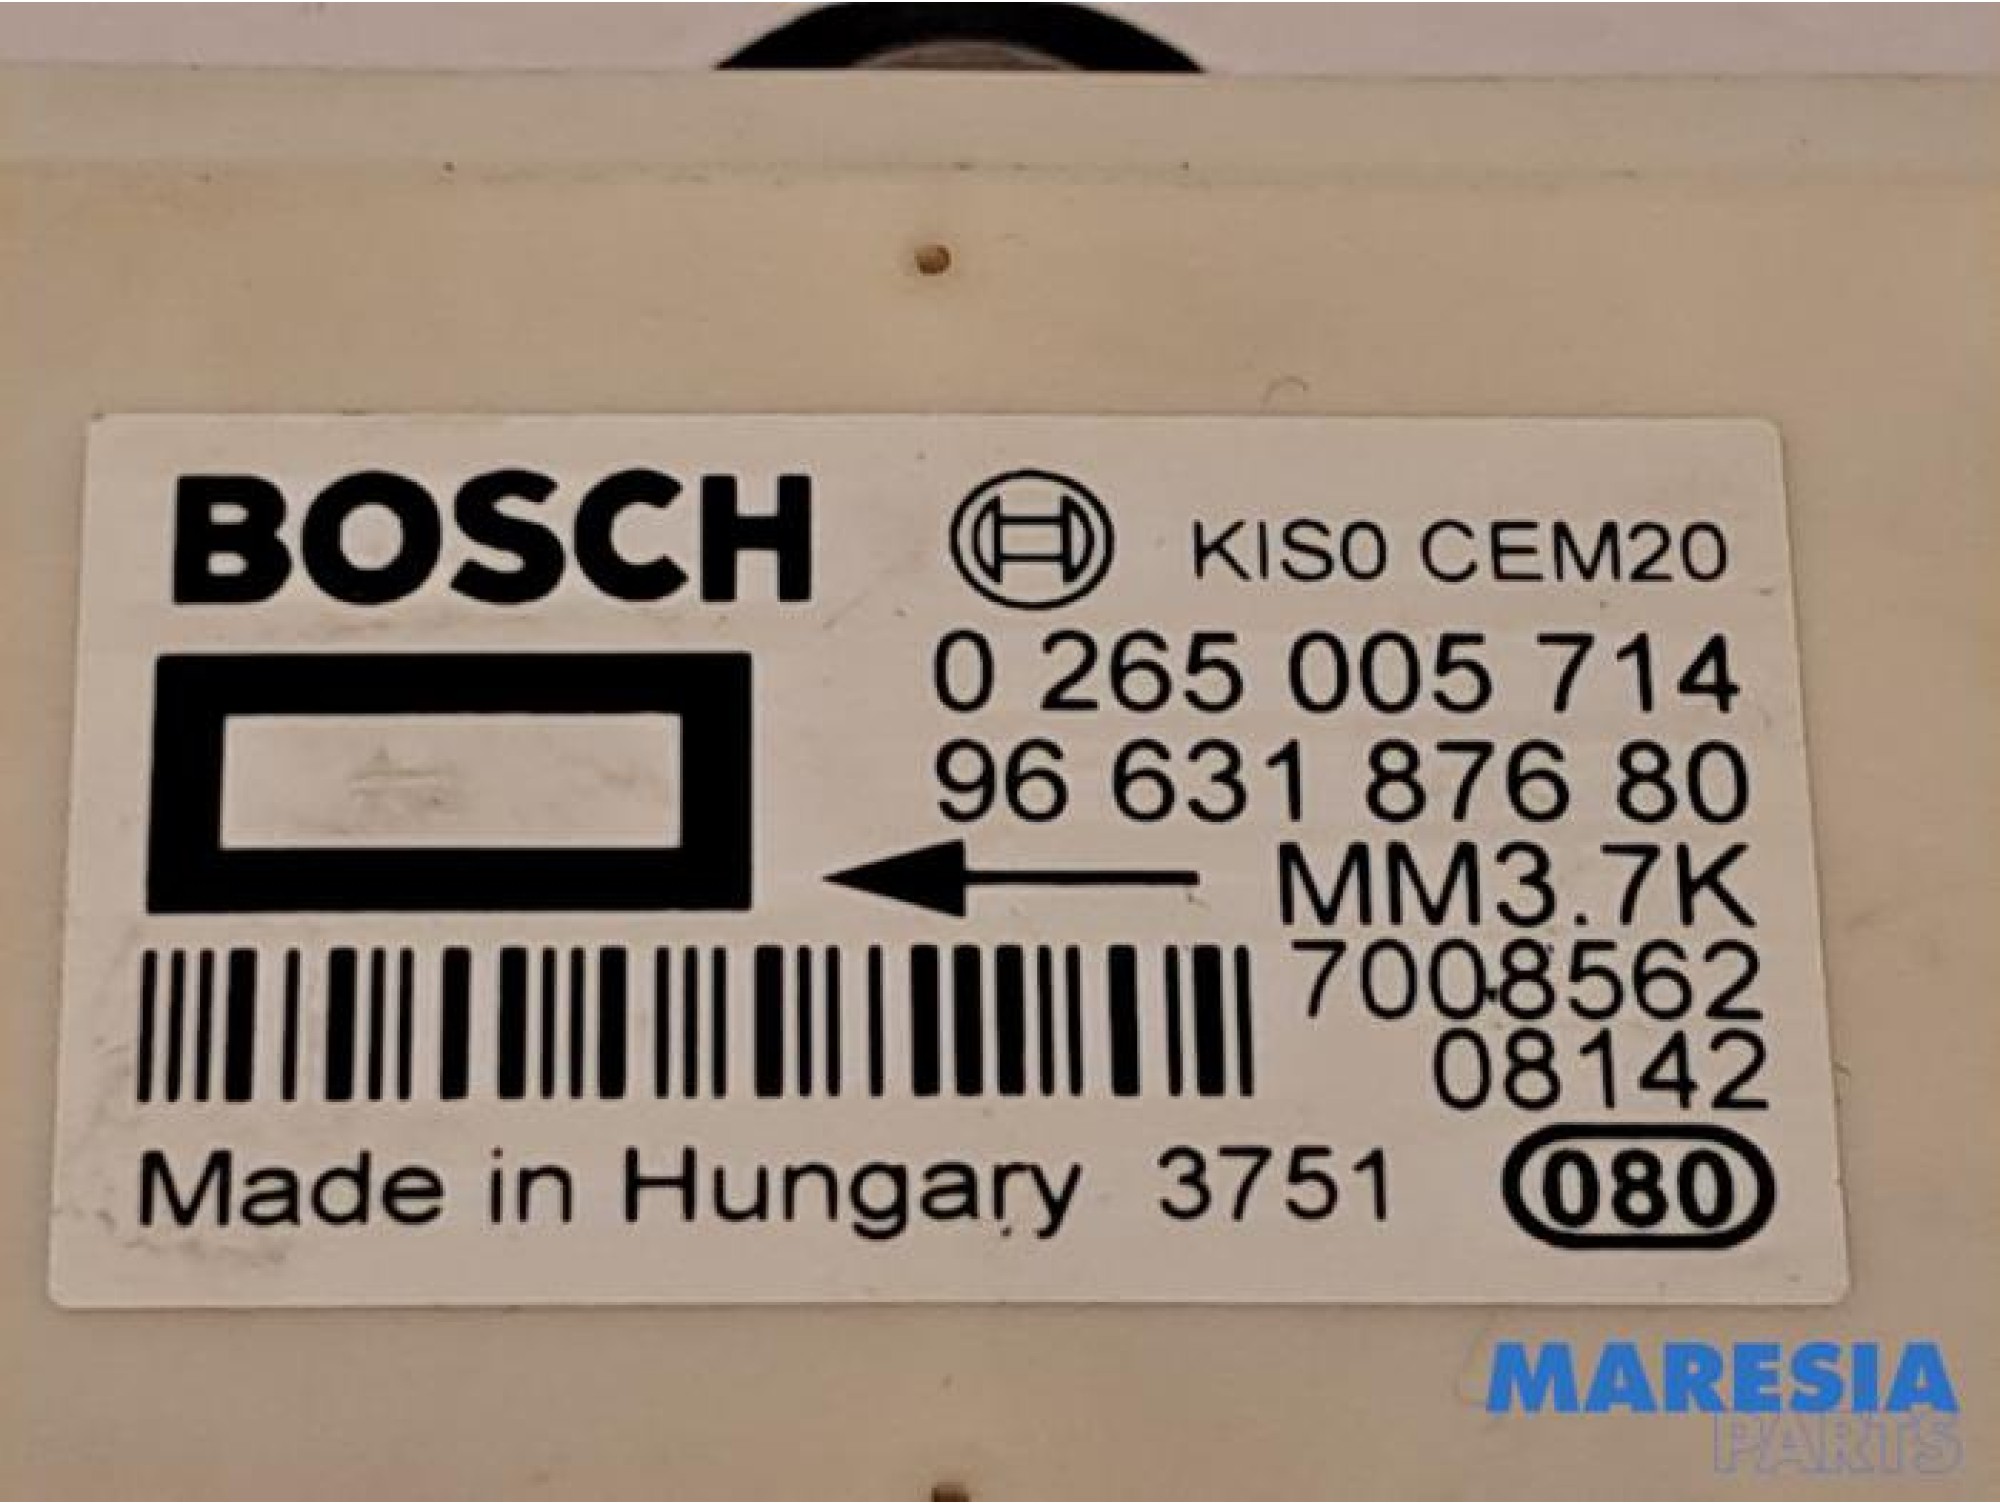 BOSCH KIS0 CEM20
0 265 005 714
96 631 876 80
MM3.7K
7008562
08142
Made in Hungary 3751 080
MARESIA
PARTS